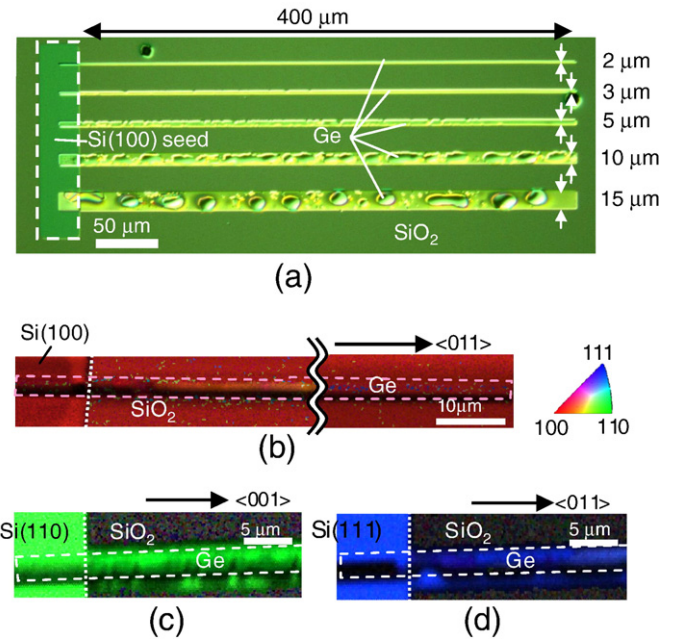 400 μm
2 μm
3 μm
5 μm
10 μm
15 μm
Ge
Si(100) seed
50 μm
SiO2
(a)
Si(100)
<011>
Ge
SiO2
10μm
111
100
110
(b)
<001>
Si(110)
SiO2
5 μm
Ge
(c)
<011>
Si(111)
SiO2
5 μm
Ge
(d)